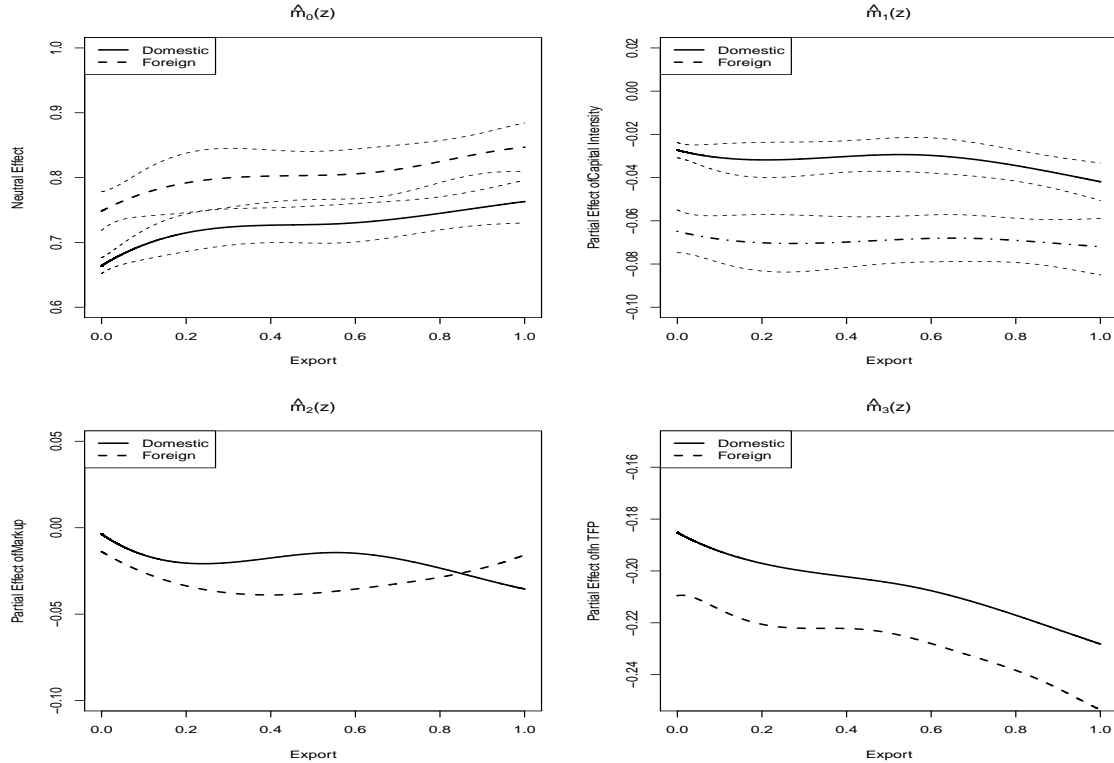 m̂₀(z)
Domestic
Foreign
Neutral Effect
1.0
0.9
0.8
0.7
0.6
0.0 0.2 0.4 0.6 0.8 1.0
Export
m̂₁(z)
Domestic
Foreign
Partial Effect ofCapital Intensity
0.02
0.00
−0.02
−0.04
−0.06
−0.08
−0.10
0.0 0.2 0.4 0.6 0.8 1.0
Export
m̂₂(z)
Domestic
Foreign
Partial Effect ofMarkup
0.05
0.00
−0.05
−0.10
0.0 0.2 0.4 0.6 0.8 1.0
Export
m̂₃(z)
Domestic
Foreign
Partial Effect ofln TFP
−0.16
−0.18
−0.20
−0.22
−0.24
0.0 0.2 0.4 0.6 0.8 1.0
Export